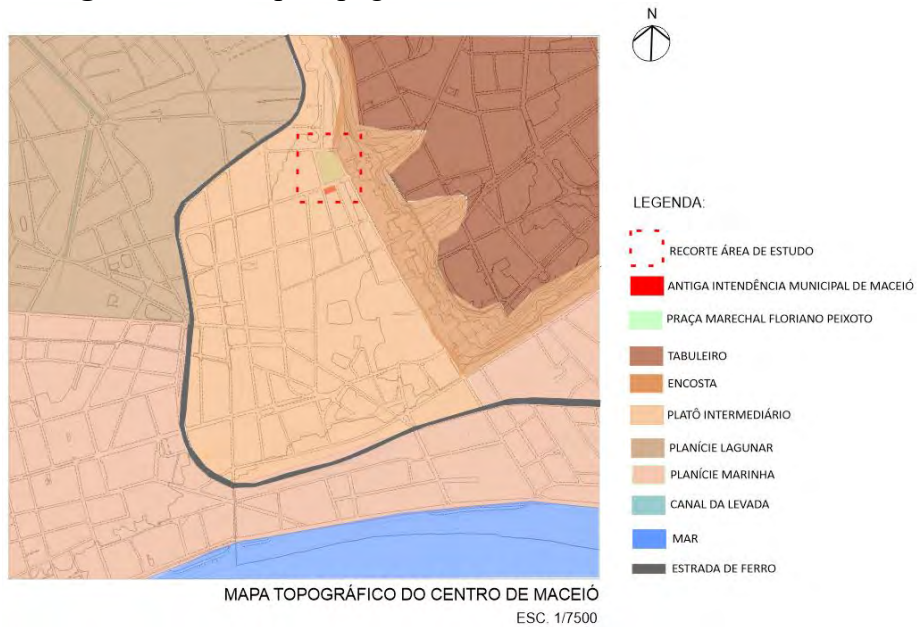 N
LEGENDA:
RECORTE ÁREA DE ESTUDO
ANTIGA INTENDÊNCIA MUNICIPAL DE MACEIÓ
PRAÇA MARECHAL FLORIANO PEIXOTO
TABULEIRO
ENCOSTA
PLATÔ INTERMEDIÁRIO
PLANÍCIE LAGUNAR
PLANÍCIE MARINHA
CANAL DA LEVADA
MAR
ESTRADA DE FERRO
MAPA TOPOGRÁFICO DO CENTRO DE MACEIÓ
ESC. 1/7500